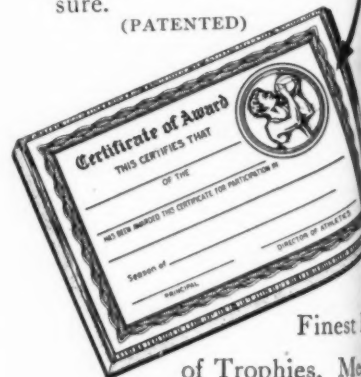 sure.
(PATENTED)
Certificate of Award
THIS CERTIFIES THAT
OF THE
HAS BEEN AWARDED THIS CERTIFICATE FOR PARTICIPATION IN
Season of
PRINCIPAL
DIRECTOR OF ATHLETICS
Finest
of Trophies.